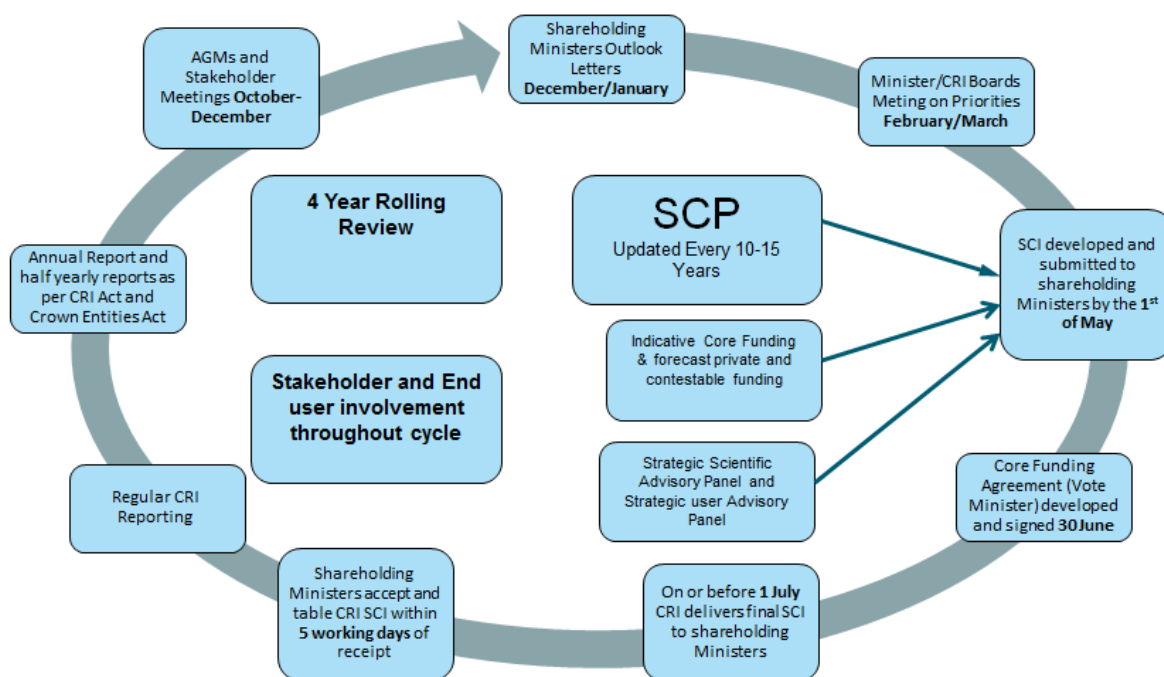 Shareholding
Ministers Outlook
Letters
December/January
Minister/CRI Boards
Meting on Priorities
February/March
SCI developed and
submitted to
shareholding
Ministers by the 1st
of May
Core Funding
Agreement (Vote
Minister) developed
and signed 30 June
On or before 1 July
CRI delivers final SCI
to shareholding
Ministers
Shareholding
Ministers accept and
table CRI SCI within
5 working days of
receipt
Regular CRI
Reporting
Annual Report and
half yearly reports as
per CRI Act and
Crown Entities Act
AGMs and
Stakeholder
Meetings October-
December
4 Year Rolling
Review
Stakeholder and End
user involvement
throughout cycle
SCP
Updated Every 10-15
Years
Indicative Core Funding
& forecast private and
contestable funding
Strategic Scientific
Advisory Panel and
Strategic user Advisory
Panel